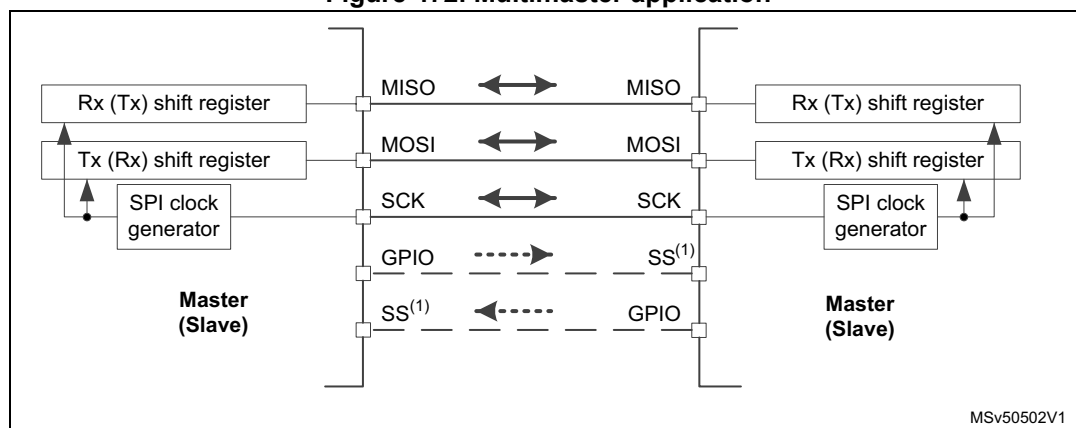 Figure 472. Multimaster application
MISO MISO
Rx (Tx) shift register Rx (Tx) shift register
MOSI MOSI
Tx (Rx) shift register Tx (Rx) shift register
SPI clock generator SCK SCK SPI clock generator
GPIO SS(1)
Master (Slave) Master (Slave)
SS(1) GPIO
MSv50502V1